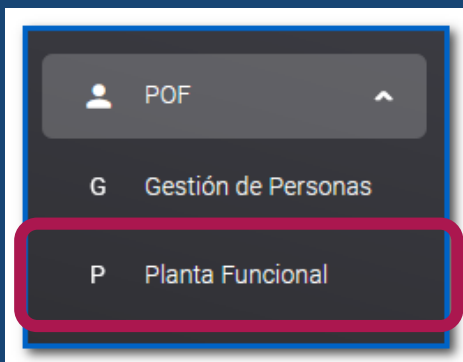 POF
G Gestión de Personas
P Planta Funcional